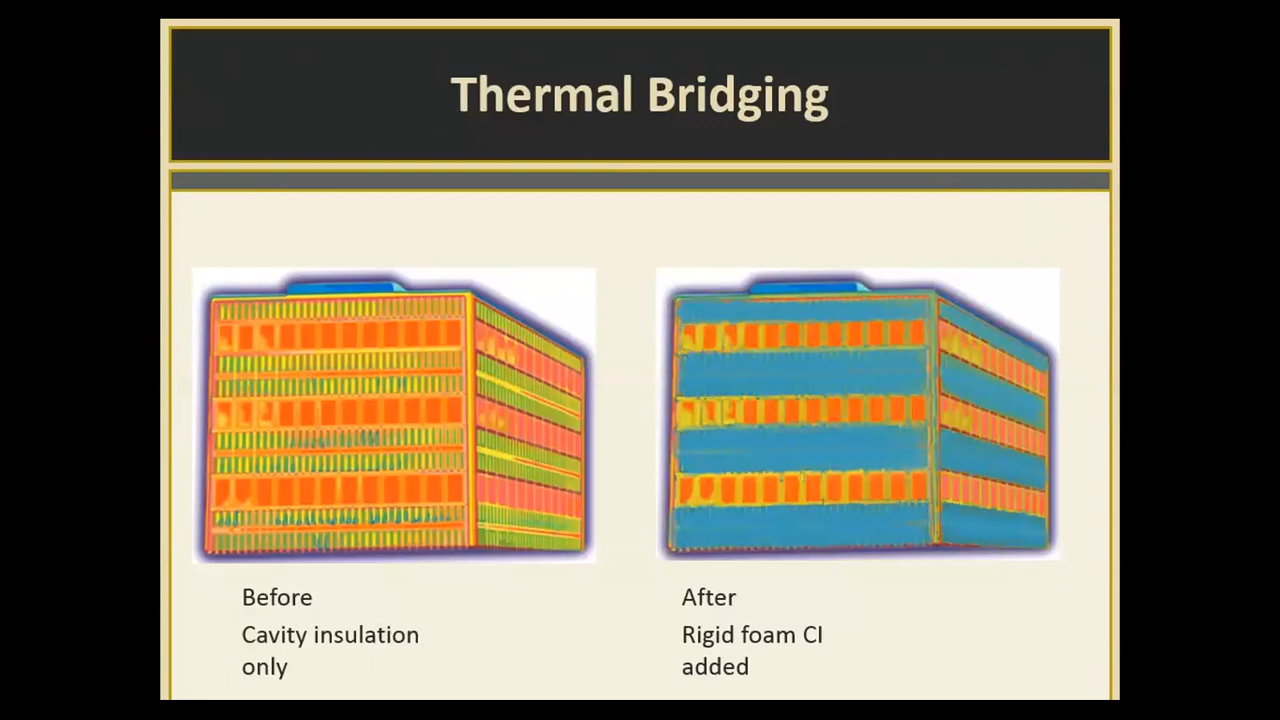 Thermal Bridging
Before
Cavity insulation
only
After
Rigid foam CI
added